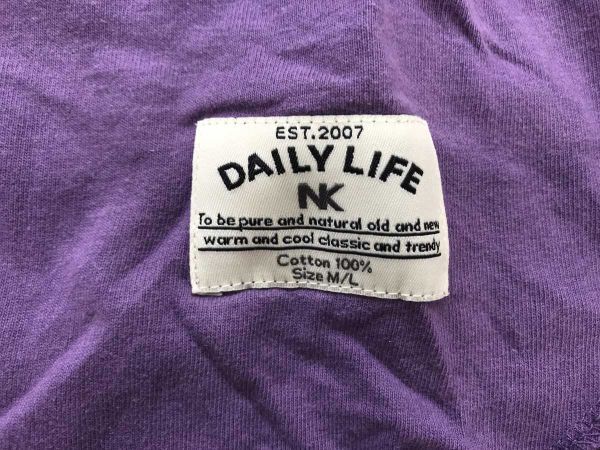 EST.2007
DAILY LIFE
NK
To be pure and natural old and new
warm and cool classic and trendy
Cotton 100%
Size M/L